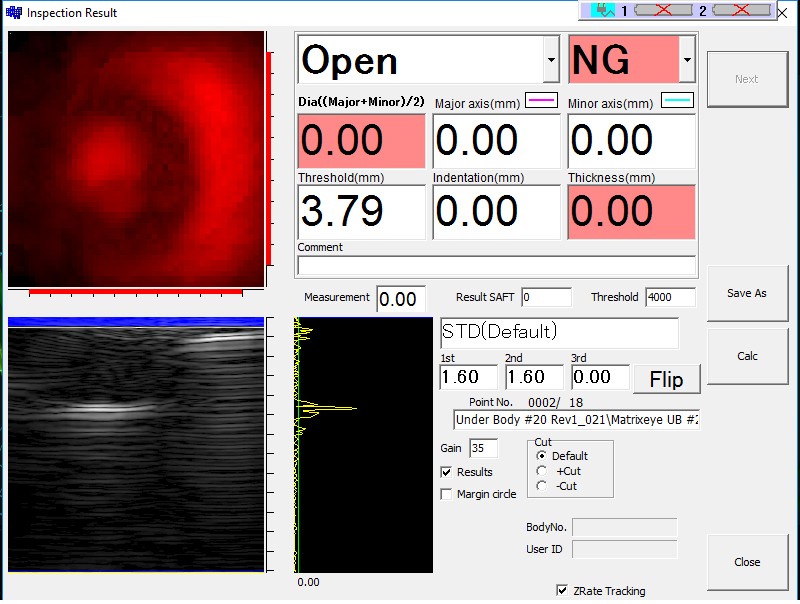 Inspection Result
1 2
Open NG
Next
Dia((Major+Minor)/2) Major axis(mm) Minor axis(mm)
0.00 0.00 0.00
Threshold(mm) Indentation(mm) Thickness(mm)
3.79 0.00 0.00
Comment
Measurement 0.00 Result SAFT 0 Threshold 4000
Save As
STD(Default)
1st 2nd 3rd
1.60 1.60 0.00 Flip
Calc
Point No. 0002/ 18
Under Body #20 Rev1_021\Matrixeye UB #2
Gain 35
Cut
Default
+Cut
-Cut
Results
Margin circle
BodyNo.
User ID
Close
0.00
ZRate Tracking